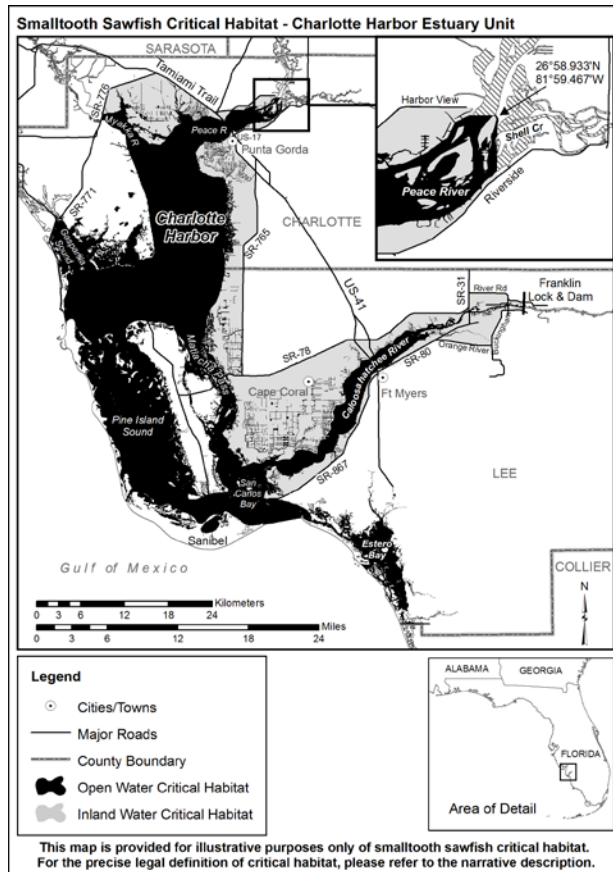 Smalltooth Sawfish Critical Habitat - Charlotte Harbor Estuary Unit
SARASOTA
Tamiami Trail
SR-776
Myakka R
Peace R
US-17
Punta Gorda
SR-771
Gasparilla Sound
Charlotte
Harbor
CHARLOTTE
SR-765
US-41
26°58.933'N
81°59.467'W
Harbor View
Shell Cr
Peace River
Riverside
SR-31
River Rd
Franklin
Lock & Dam
SR-78
SR-80
Orange River
Cape Coral
Caloosahatchee River
Ft Myers
Pine Island
Sound
SR-867
LEE
San
Carlos
Bay
Sanibel
Estero
Bay
Gulf of Mexico
COLLIER
Kilometers
0 3 6 12 18 24
Miles
0 3 6 12 18 24
N
Legend
Cities/Towns
Major Roads
County Boundary
Open Water Critical Habitat
Inland Water Critical Habitat
ALABAMA
GEORGIA
FLORIDA
Area of Detail
This map is provided for illustrative purposes only of smalltooth sawfish critical habitat.
For the precise legal definition of critical habitat, please refer to the narrative description.